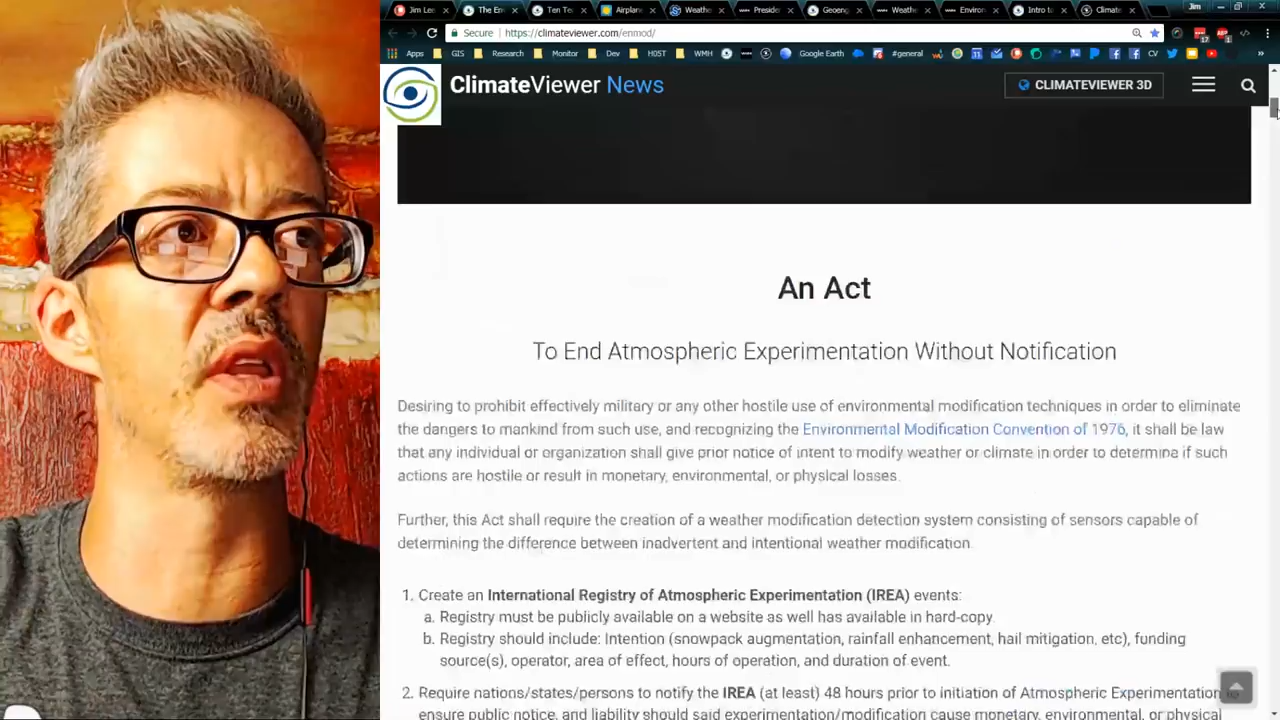 Jim Le
The En
Ten Te
Airplan
Weathe
Presider
Geoeng
Weathe
Environ
Intro to
Climate
Jim
Secure
https://climateviewer.com/enmod/
Apps
GIS
Research
Monitor
Dev
H0ST
WMH
Google Earth
#general
CV
ClimateViewer News
CLIMATEVIEWER 3D
An Act
To End Atmospheric Experimentation Without Notification
Desiring to prohibit effectively military or any other hostile use of environmental modification techniques in order to eliminate
the dangers to mankind from such use, and recognizing the Environmental Modification Convention of 1976, it shall be law
that any individual or organization shall give prior notice of intent to modify weather or climate in order to determine if such
actions are hostile or result in monetary, environmental, or physical losses.
Further, this Act shall require the creation of a weather modification detection system consisting of sensors capable of
determining the difference between inadvertent and intentional weather modification.
1. Create an International Registry of Atmospheric Experimentation (IREA) events:
a. Registry must be publicly available on a website as well has available in hard-copy.
b. Registry should include: Intention (snowpack augmentation, rainfall enhancement, hail mitigation, etc), funding
source(s), operator, area of effect, hours of operation, and duration of event.
2. Require nations/states/persons to notify the IREA (at least) 48 hours prior to initiation of Atmospheric Experimentation to
ensure public notice, and liability should said experimentation/modification cause monetary, environmental, or physical